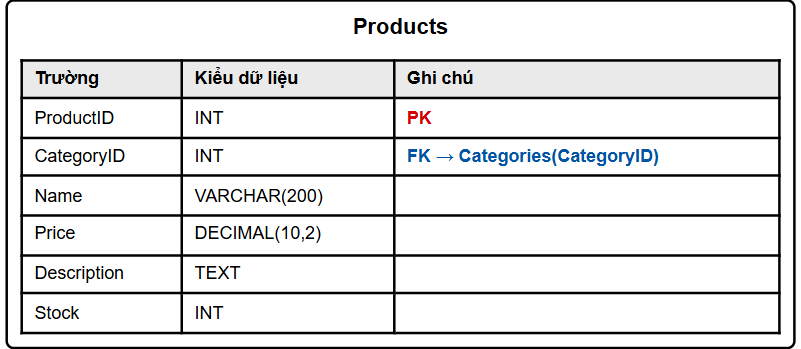 Products
Trường Kiểu dữ liệu Ghi chú
ProductID INT PK
CategoryID INT FK → Categories(CategoryID)
Name VARCHAR(200)
Price DECIMAL(10,2)
Description TEXT
Stock INT